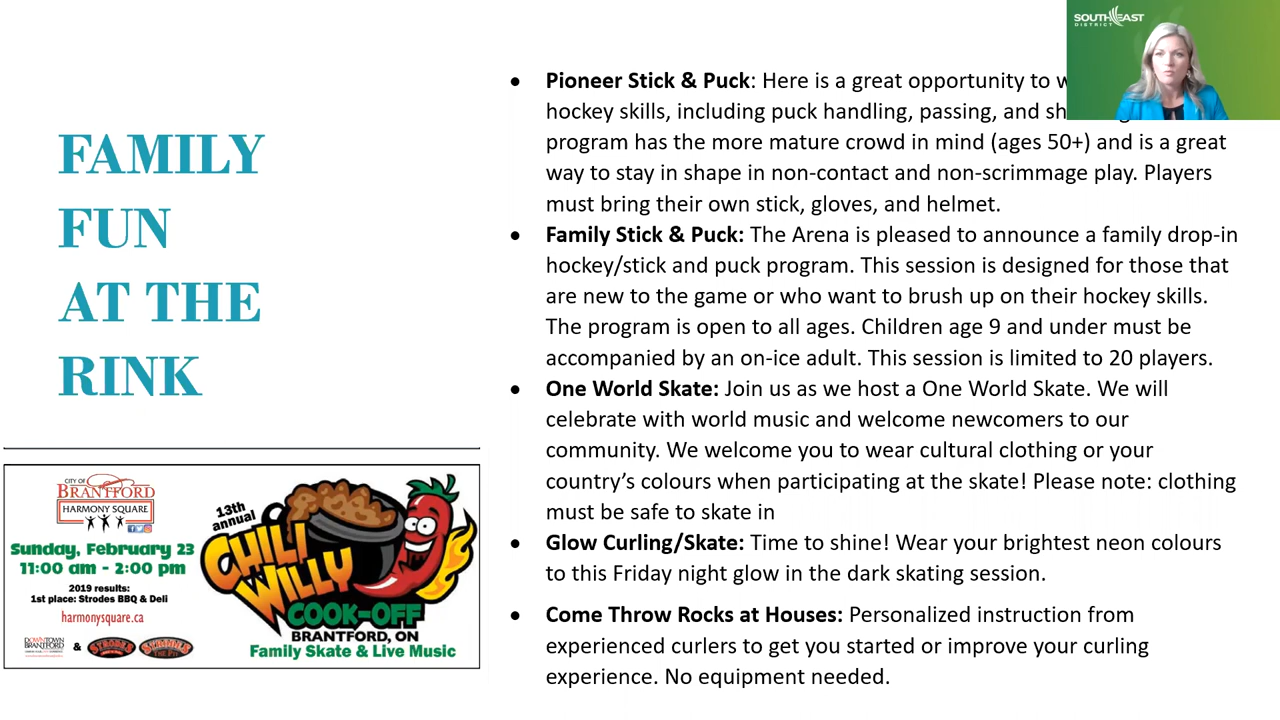 SOUTH EAST
DISTRICT
FAMILY
FUN
AT THE
RINK
• Pioneer Stick & Puck: Here is a great opportunity to
hockey skills, including puck handling, passing, and
program has the more mature crowd in mind (ages 50+) and is a great
way to stay in shape in non-contact and non-scrimmage play. Players
must bring their own stick, gloves, and helmet.
• Family Stick & Puck: The Arena is pleased to announce a family drop-in
hockey/stick and puck program. This session is designed for those that
are new to the game or who want to brush up on their hockey skills.
The program is open to all ages. Children age 9 and under must be
accompanied by an on-ice adult. This session is limited to 20 players.
• One World Skate: Join us as we host a One World Skate. We will
celebrate with world music and welcome newcomers to our
community. We welcome you to wear cultural clothing or your
country’s colours when participating at the skate! Please note: clothing
must be safe to skate in
• Glow Curling/Skate: Time to shine! Wear your brightest neon colours
to this Friday night glow in the dark skating session.
• Come Throw Rocks at Houses: Personalized instruction from
experienced curlers to get you started or improve your curling
experience. No equipment needed.
CITY OF
BRANTFORD
HARMONY SQUARE
Sunday, February 23
11:00 am - 2:00 pm
2019 results:
1st place: Strodes BBQ & Deli
harmonysquare.ca
DOWNTOWN
BRANTFORD
&
STRODES
13th
annual
CHILI
WILLY
COOK-OFF
BRANTFORD, ON
Family Skate & Live Music